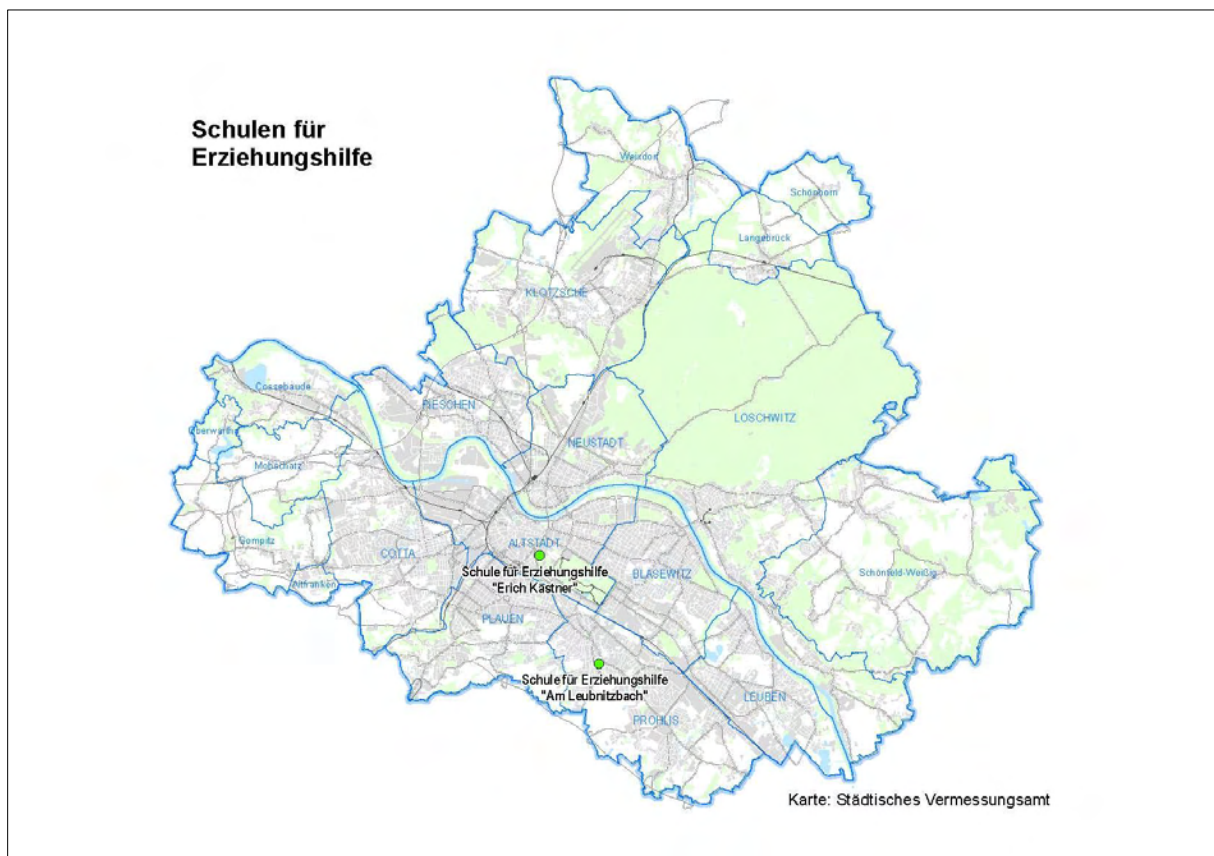 Schulen für
Erziehungshilfe
Weixdorf
Schönborn
Langebrück
KLOTZSCHE
Cossebaude
PIESCHEN
LOSCHWITZ
Oberwartha
NEUSTADT
Mobschatz
Gompitz
COTTA
ALTSTADT
Schule für Erziehungshilfe
"Erich Kästner"
BLASEWITZ
Schönfeld-Weißig
Altfranken
PLAUEN
Schule für Erziehungshilfe
"Am Leubnitzbach"
LEUBEN
PROHLIS
Karte: Städtisches Vermessungsamt